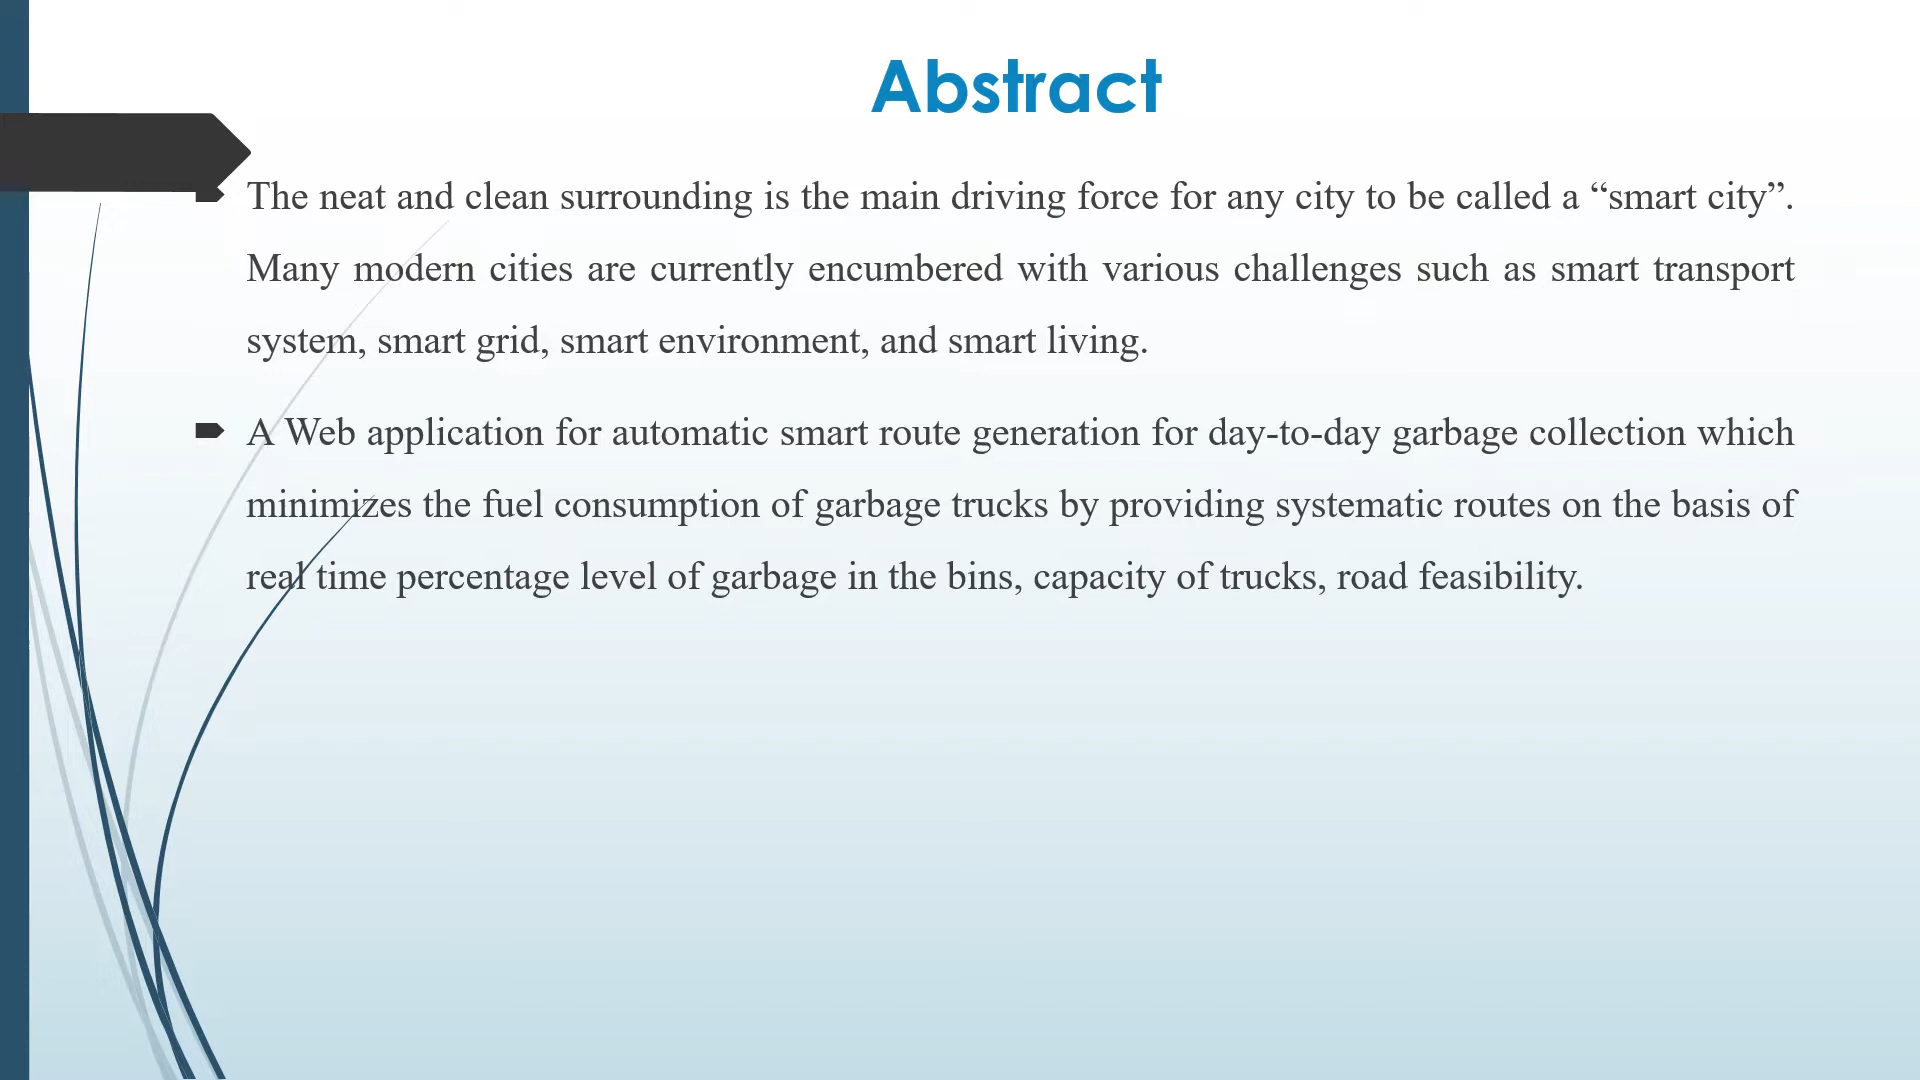 Abstract
The neat and clean surrounding is the main driving force for any city to be called a “smart city”.
Many modern cities are currently encumbered with various challenges such as smart transport
system, smart grid, smart environment, and smart living.
A Web application for automatic smart route generation for day-to-day garbage collection which
minimizes the fuel consumption of garbage trucks by providing systematic routes on the basis of
real time percentage level of garbage in the bins, capacity of trucks, road feasibility.